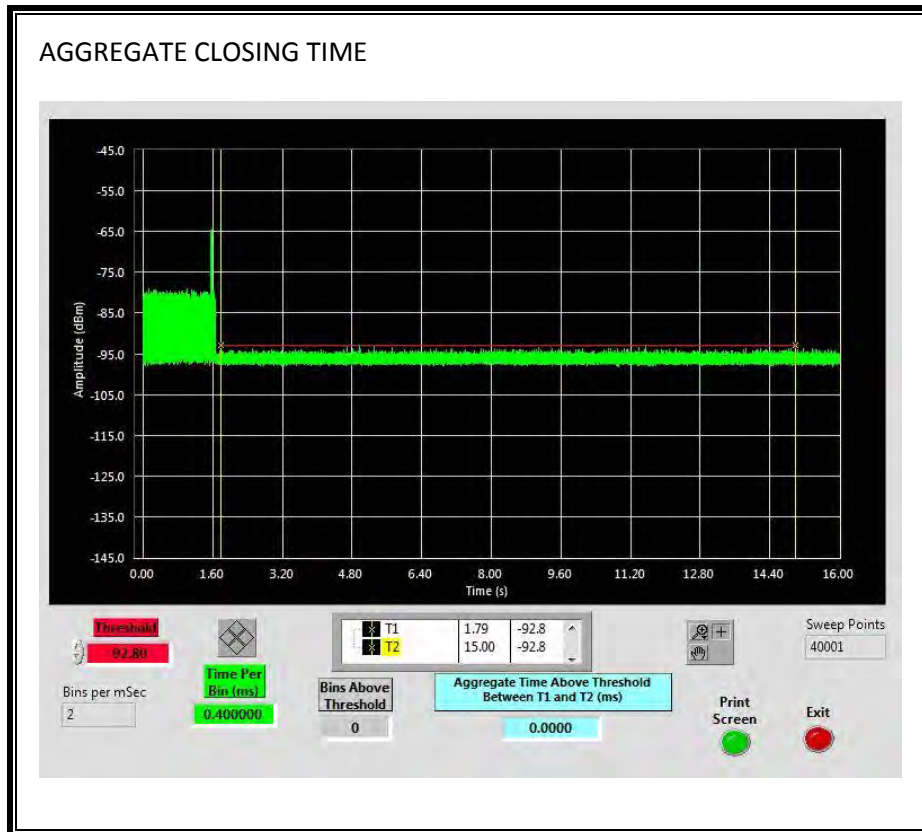 AGGREGATE CLOSING TIME
-45.0
-55.0
-65.0
-75.0
-85.0
-95.0
-105.0
-115.0
-125.0
-135.0
-145.0
Amplitude (dBm)
0.00 1.60 3.20 4.80 6.40 8.00 9.60 11.20 12.80 14.40 16.00
Time (s)
Threshold
92.80
Bins per mSec
2
Time Per
Bin (ms)
0.400000
T1 1.79 -92.8
T2 15.00 -92.8
Bins Above
Threshold
0
Aggregate Time Above Threshold
Between T1 and T2 (ms)
0.0000
Print
Screen
Exit
Sweep Points
40001